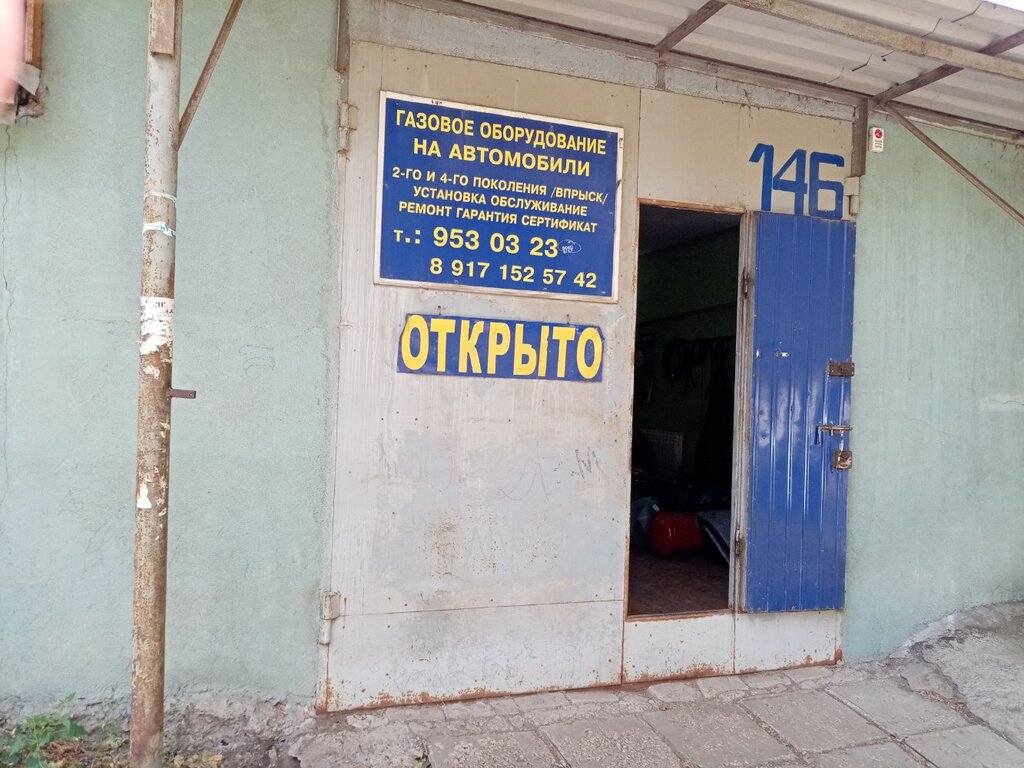 ГАЗОВОЕ ОБОРУДОВАНИЕ
НА АВТОМОБИЛИ
2-ГО И 4-ГО ПОКОЛЕНИЯ /ВПРЫСК/
УСТАНОВКА ОБСЛУЖИВАНИЕ
РЕМОНТ ГАРАНТИЯ СЕРТИФИКАТ
т.: 953 03 23
8 917 152 57 42
ОТКРЫТО
146